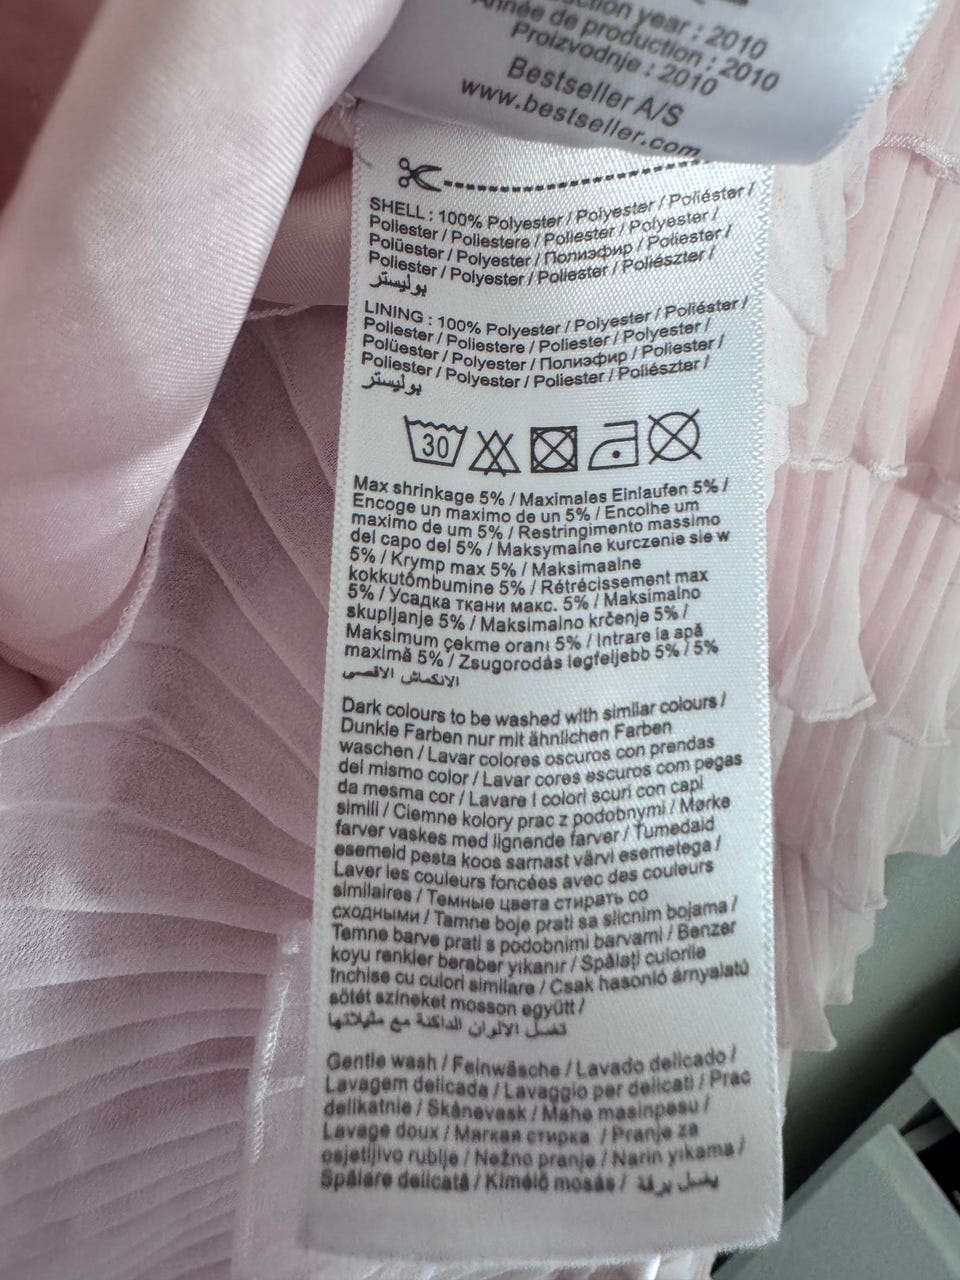 ction year : 2010
Année de production : 2010
Proizvodnje : 2010
Bestseller A/S
www.bestseller.com
SHELL : 100% Polyester / Polyester / Poliéster /
Poliester / Poliestere / Poliester / Polyester /
Polüester / Polyester / Полиэфир / Poliester /
Poliester / Polyester / Poliester / Poliészter /
بوليستر
LINING : 100% Polyester / Polyester / Poliéster /
Poliester / Poliestere / Poliester / Polyester /
Polüester / Polyester / Полиэфир / Poliester /
Poliester / Polyester / Poliester / Poliészter /
بوليستر
30
Max shrinkage 5% / Maximales Einlaufen 5% /
Encoge un maximo de un 5% / Encolhe um
maximo de um 5% / Restringimento massimo
del capo del 5% / Maksymalne kurczenie sie w
5% / Krymp max 5% / Maksimaalne
kokkutõmbumine 5% / Rétrécissement max
5% / Усадка ткани макс. 5% / Maksimalno
skupljanje 5% / Maksimalno krčenje 5% /
Maksimum çekme oranı 5% / Intrare la apă
maximă 5% / Zsugorodás legfeljebb 5% / 5%
الانكماش الاقصى
Dark colours to be washed with similar colours /
Dunkle Farben nur mit ähnlichen Farben
waschen / Lavar colores oscuros con prendas
del mismo color / Lavar cores escuros com pegas
da mesma cor / Lavare I colori scuri con capi
simili / Ciemne kolory prac z podobnymi / Mørke
farver vaskes med lignende farver / Tumedaid
esemeid pesta koos sarnast värvi esemetega /
Laver les couleurs foncées avec des couleurs
similaires / Темные цвета стирать со
сходными / Tamne boje prati sa slicnim bojama /
Temne barve prati s podobnimi barvami / Benzer
koyu renkler beraber yıkanır / Spălaţi culorile
închise cu culori similare / Csak hasonló árnyalatú
sötét színeket mosson együtt /
تغسل الالوان الداكنة مع مثيلاتها
Gentle wash / Feinwäsche / Lavado delicado /
Lavagem delicada / Lavaggio per delicati / Prac
delikatnie / Skånevask / Mahe masinpesu /
Lavage doux / Мягкая стирка / Pranje za
osjetljivo rublje / Nežno pranje / Narin yıkama /
Spălare delicată / Kímélő mosás / يغسل برقة